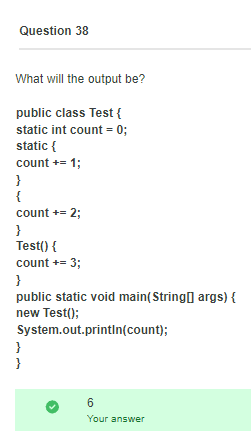 Question 38
What will the output be?
public class Test {
static int count = 0;
static {
count += 1;
}
{
count += 2;
}
Test() {
count += 3;
}
public static void main(String[] args) {
new Test();
System.out.println(count);
}
}
6
Your answer